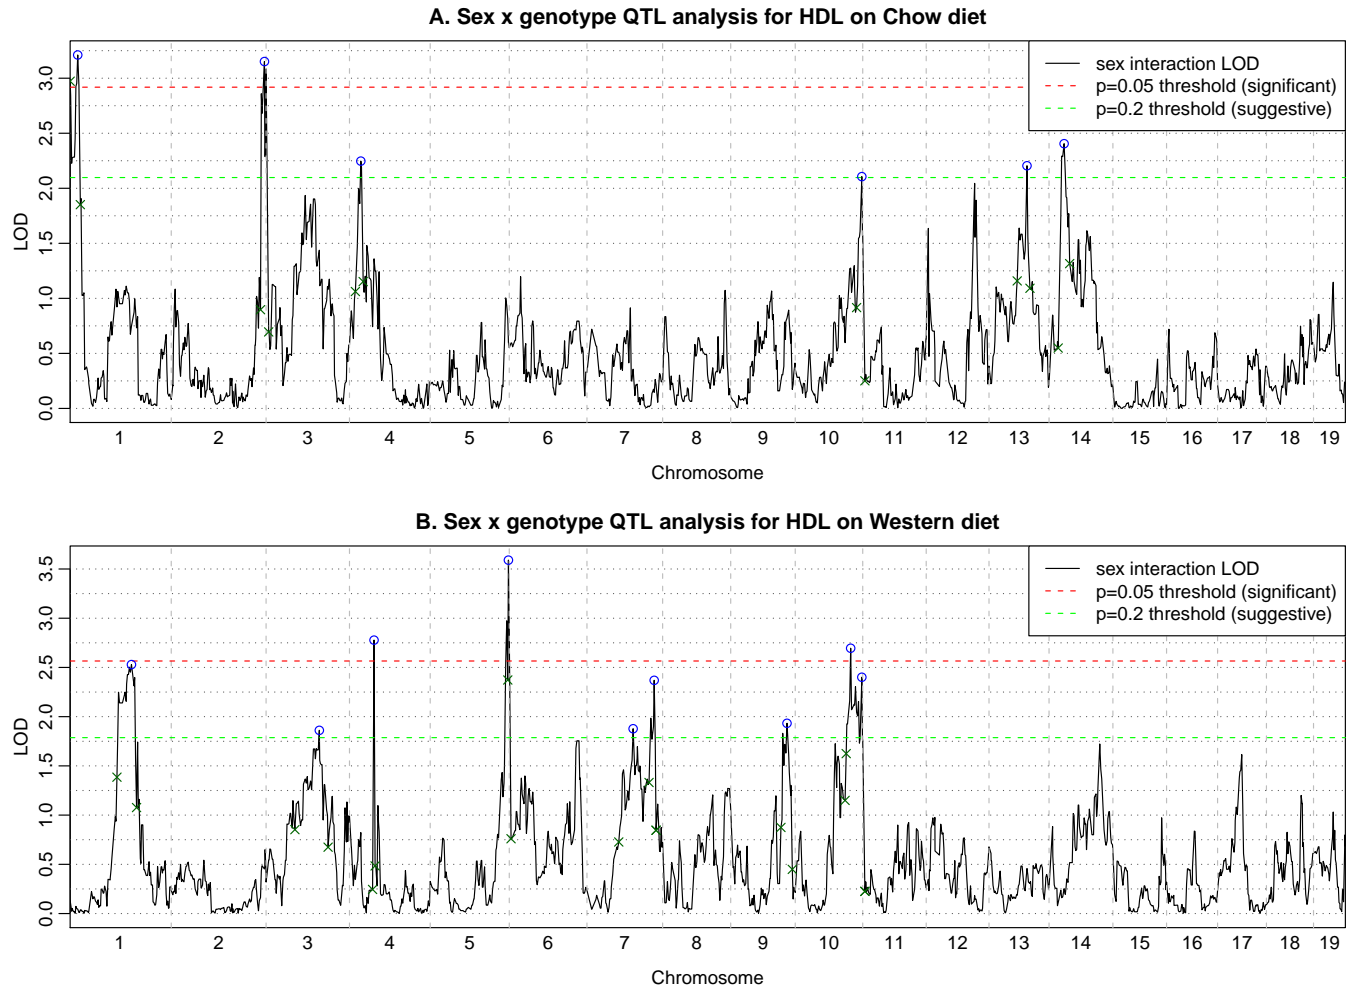 A. Sex x genotype QTL analysis for HDL on Chow diet
sex interaction LOD
p=0.05 threshold (significant)
p=0.2 threshold (suggestive)
LOD
3.0
2.5
2.0
1.5
1.0
0.5
0.0
1 2 3 4 5 6 7 8 9 10 11 12 13 14 15 16 17 18 19
Chromosome
B. Sex x genotype QTL analysis for HDL on Western diet
sex interaction LOD
p=0.05 threshold (significant)
p=0.2 threshold (suggestive)
LOD
3.5
3.0
2.5
2.0
1.5
1.0
0.5
0.0
1 2 3 4 5 6 7 8 9 10 11 12 13 14 15 16 17 18 19
Chromosome